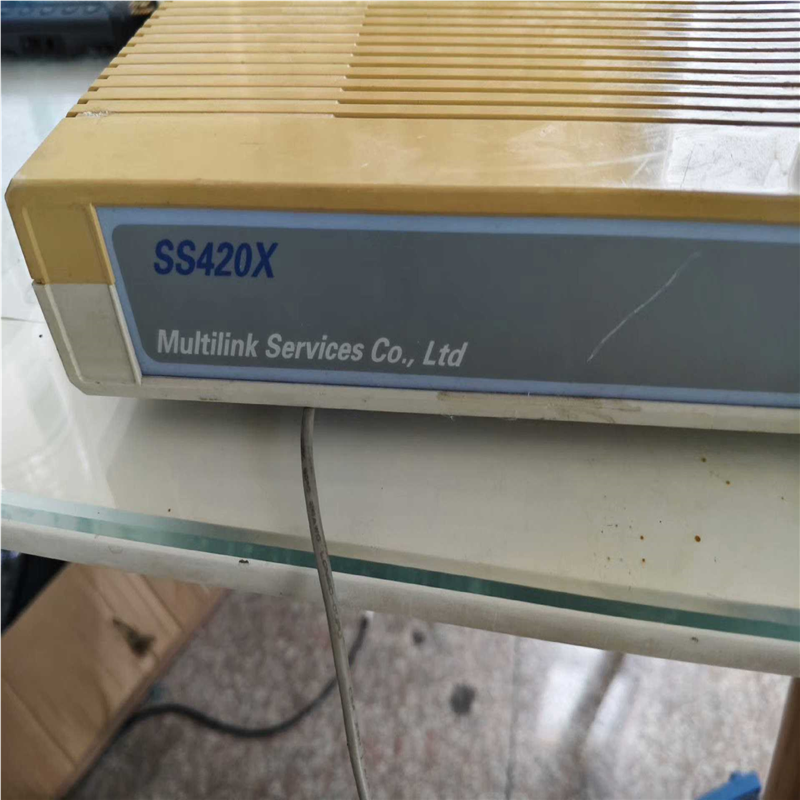 SS420X
Multilink Services Co., Ltd